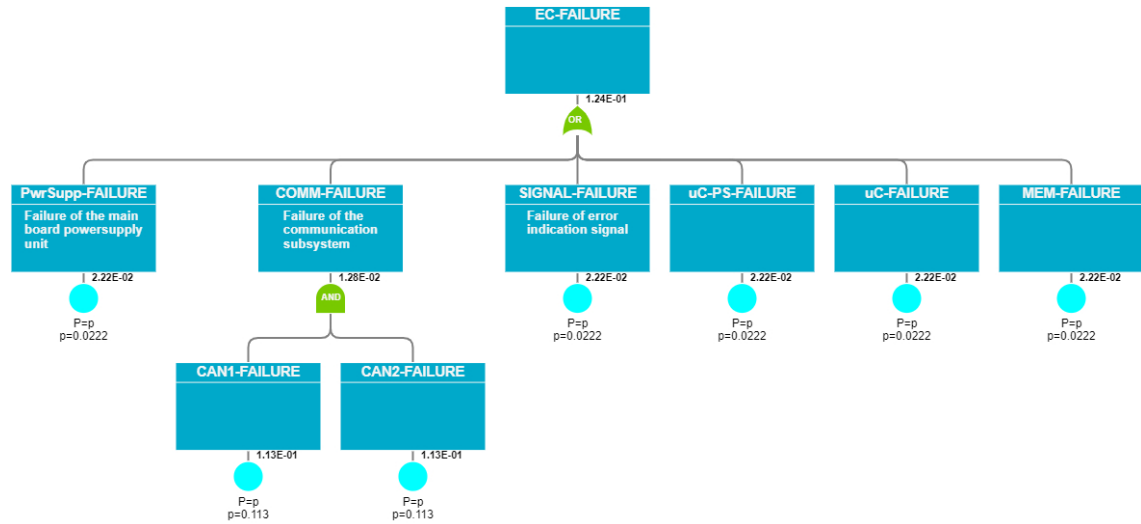 EC-FAILURE
1.24E-01
OR
PwrSupp-FAILURE
Failure of the main
board powersupply
unit
2.22E-02
P=p
p=0.0222
COMM-FAILURE
Failure of the
communication
subsystem
1.28E-02
AND
SIGNAL-FAILURE
Failure of error
indication signal
2.22E-02
P=p
p=0.0222
uC-PS-FAILURE
2.22E-02
P=p
p=0.0222
uC-FAILURE
2.22E-02
P=p
p=0.0222
MEM-FAILURE
2.22E-02
P=p
p=0.0222
CAN1-FAILURE
1.13E-01
P=p
p=0.113
CAN2-FAILURE
1.13E-01
P=p
p=0.113